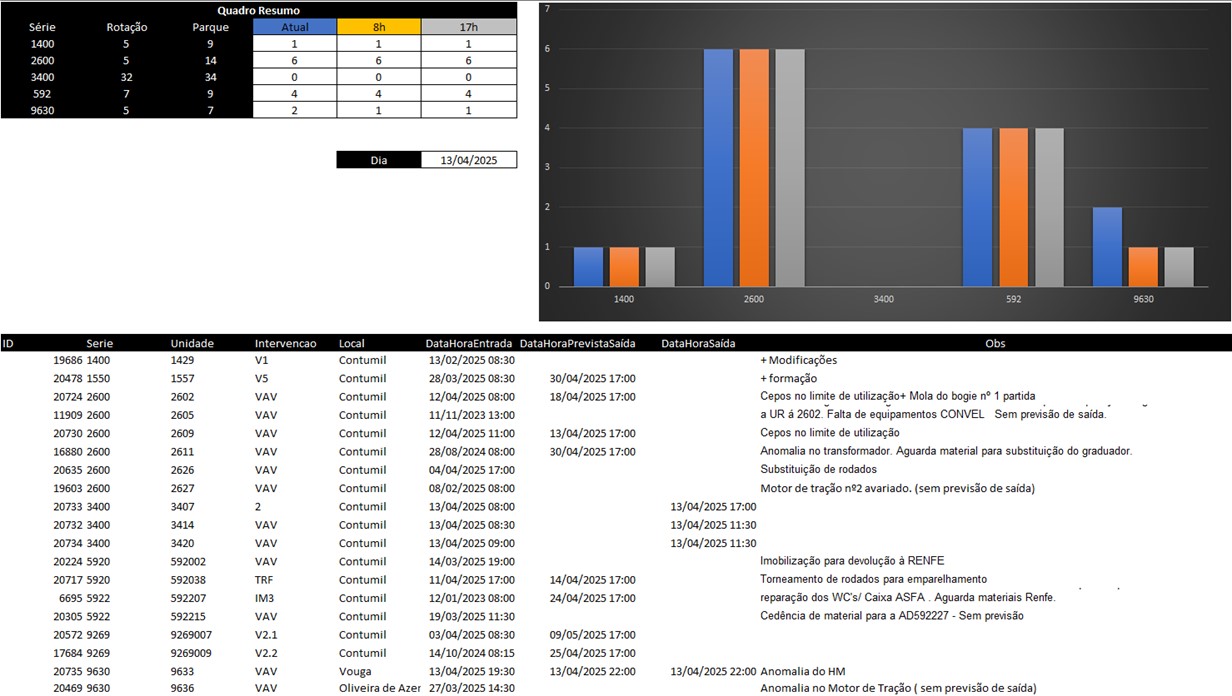 Quadro Resumo
Série Rotação Parque Atual 8h 17h
1400 5 9 1 1 1
2600 5 14 6 6 6
3400 32 34 0 0 0
592 7 9 4 4 4
9630 5 7 2 1 1
Dia 13/04/2025
7
6
5
4
3
2
1
0
1400 2600 3400 592 9630
ID Serie Unidade Intervencao Local DataHoraEntrada DataHoraPrevistaSaída DataHoraSaída Obs
19686 1400 1429 V1 Contumil 13/02/2025 08:30 + Modificações
20478 1550 1557 V5 Contumil 28/03/2025 08:30 30/04/2025 17:00 + formação
20724 2600 2602 VAV Contumil 12/04/2025 08:00 18/04/2025 17:00 Cepos no limite de utilização+ Mola do bogie nº 1 partida
11909 2600 2605 VAV Contumil 11/11/2023 13:00 a UR á 2602. Falta de equipamentos CONVEL Sem previsão de saída.
20730 2600 2609 VAV Contumil 12/04/2025 11:00 13/04/2025 17:00 Cepos no limite de utilização
16880 2600 2611 VAV Contumil 28/08/2024 08:00 30/04/2025 17:00 Anomalia no transformador. Aguarda material para substituição do graduador.
20635 2600 2626 VAV Contumil 04/04/2025 17:00 Substituição de rodados
19603 2600 2627 VAV Contumil 08/02/2025 08:00 Motor de tração nº2 avariado. (sem previsão de saída)
20733 3400 3407 2 Contumil 13/04/2025 08:00 13/04/2025 17:00
20732 3400 3414 VAV Contumil 13/04/2025 08:30 13/04/2025 11:30
20734 3400 3420 VAV Contumil 13/04/2025 09:00 13/04/2025 11:30
20224 5920 592002 VAV Contumil 14/03/2025 19:00 Imobilização para devolução à RENFE
20717 5920 592038 TRF Contumil 11/04/2025 17:00 14/04/2025 17:00 Torneamento de rodados para emparelhamento
6695 5922 592207 IM3 Contumil 12/01/2023 08:00 24/04/2025 17:00 reparação dos WC's/ Caixa ASFA . Aguarda materiais Renfe.
20305 5922 592215 VAV Contumil 19/03/2025 11:30 Cedência de material para a AD592227 - Sem previsão
20572 9269 9269007 V2.1 Contumil 03/04/2025 08:30 09/05/2025 17:00
17684 9269 9269009 V2.2 Contumil 14/10/2024 08:15 25/04/2025 17:00
20735 9630 9633 VAV Vouga 13/04/2025 19:30 13/04/2025 22:00 13/04/2025 22:00 Anomalia do HM
20469 9630 9636 VAV Oliveira de Azer 27/03/2025 14:30 Anomalia no Motor de Tração ( sem previsão de saída)